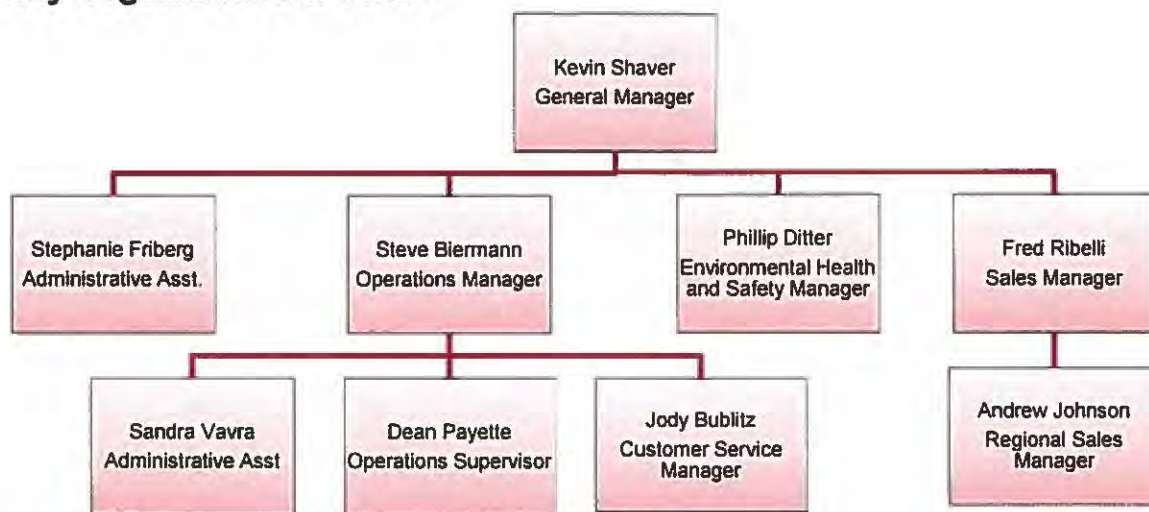 Kevin Shaver
General Manager
Stephanie Friberg
Administrative Asst.
Steve Biermann
Operations Manager
Phillip Ditter
Environmental Health
and Safety Manager
Fred Ribelli
Sales Manager
Sandra Vavra
Administrative Asst
Dean Payette
Operations Supervisor
Jody Bublitz
Customer Service
Manager
Andrew Johnson
Regional Sales
Manager